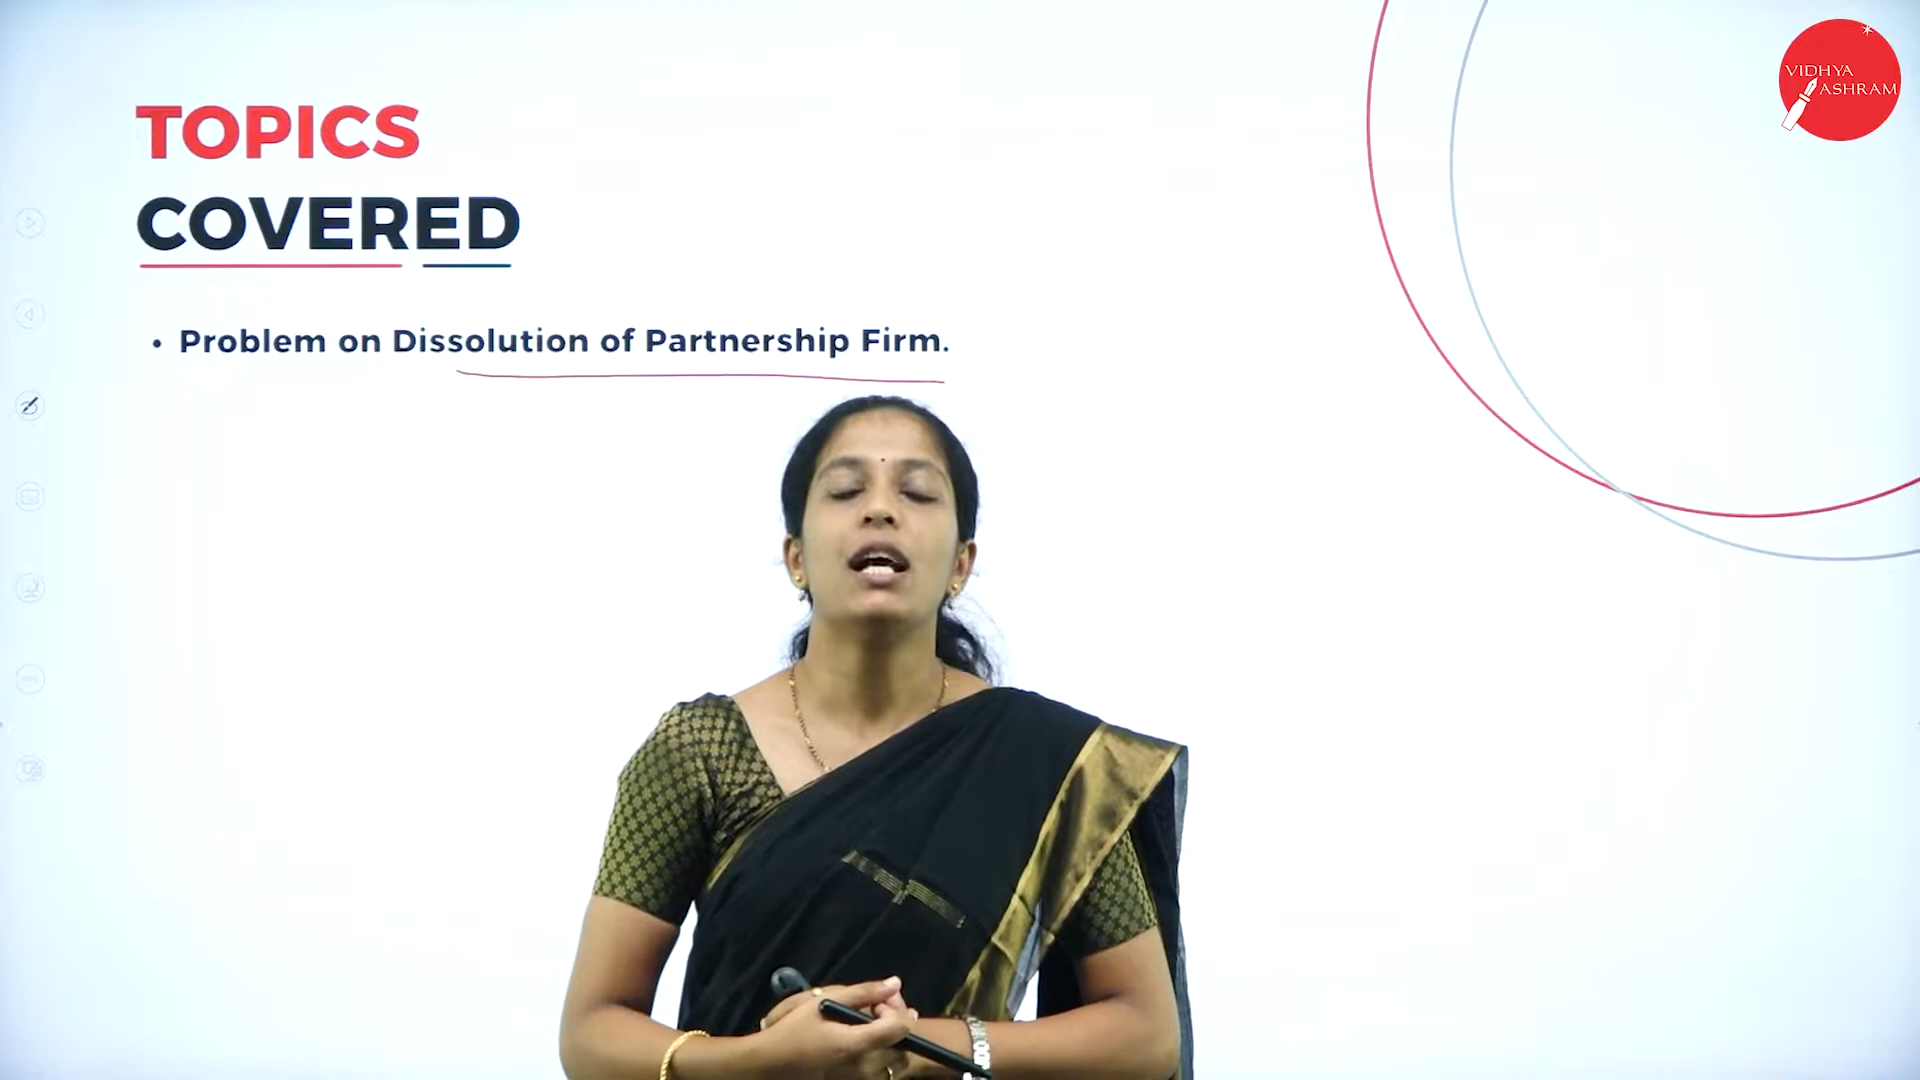 TOPICS
COVERED
• Problem on Dissolution of Partnership Firm.
VIDHYA
ASHRAM